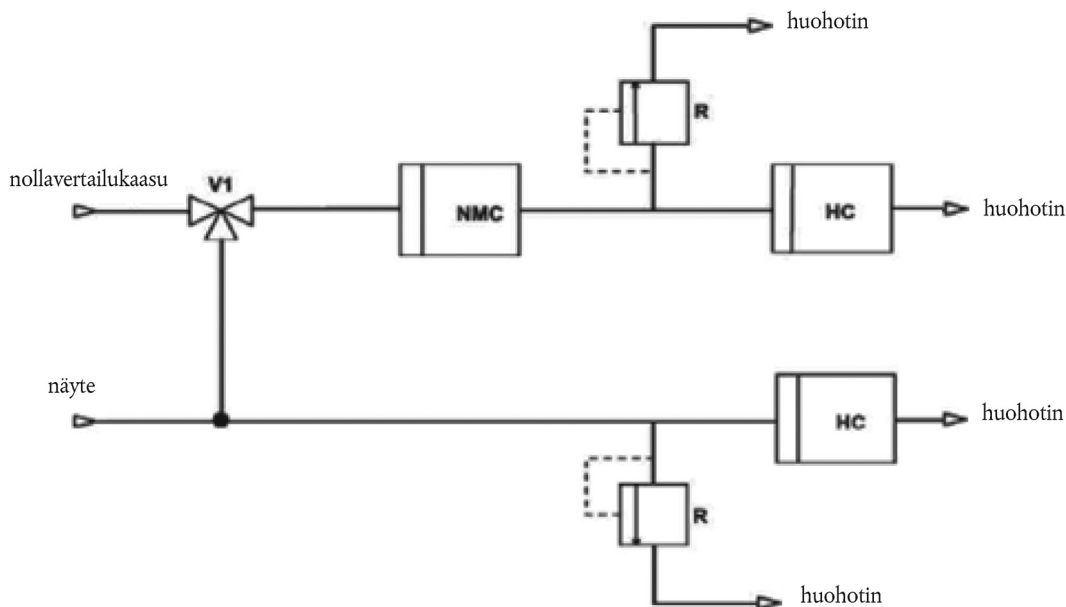 huohotin
R
nollavertailukaasu
V1
NMC
HC
huohotin
näyte
HC
huohotin
R
huohotin